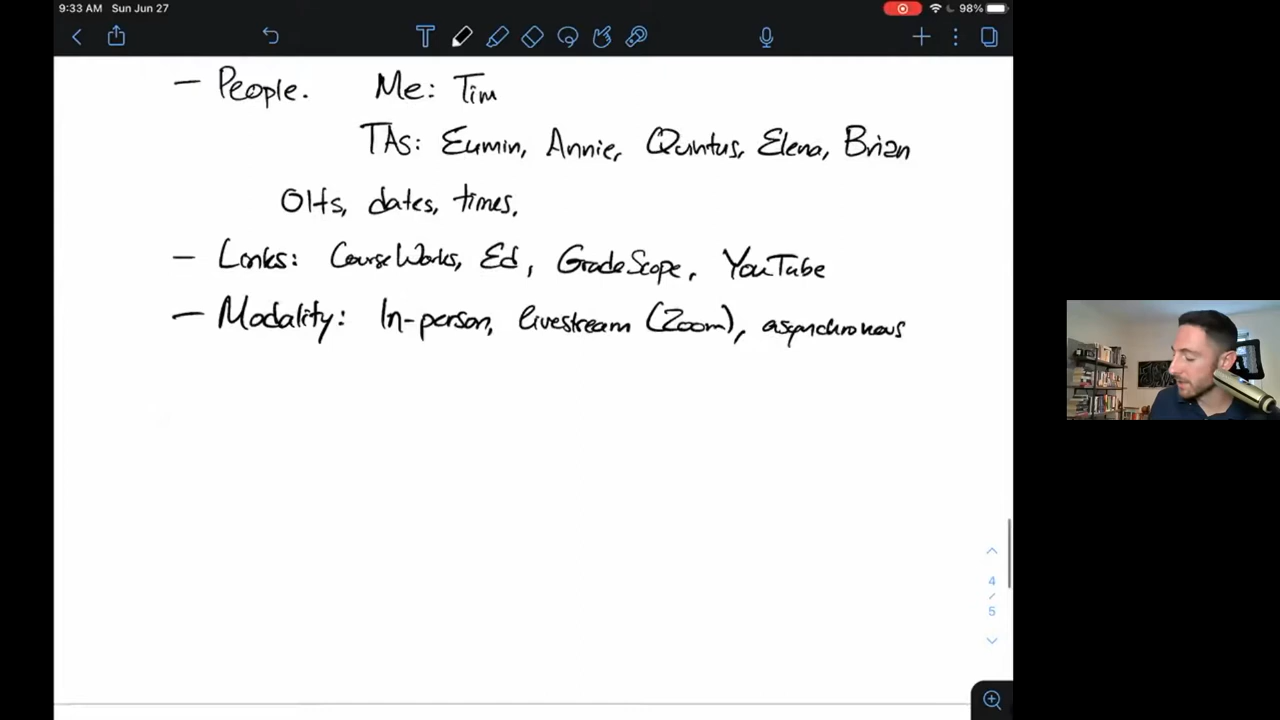 9:33 AM Sun Jun 27 98%
— People. Me: Tim
TAs: Eumin, Annie, Quintus, Elena, Brian
OHs, dates, times,
— Links: CourseWorks, Ed, GradeScope, YouTube
— Modality: In-person, livestream (Zoom), asynchronous
4
/
5